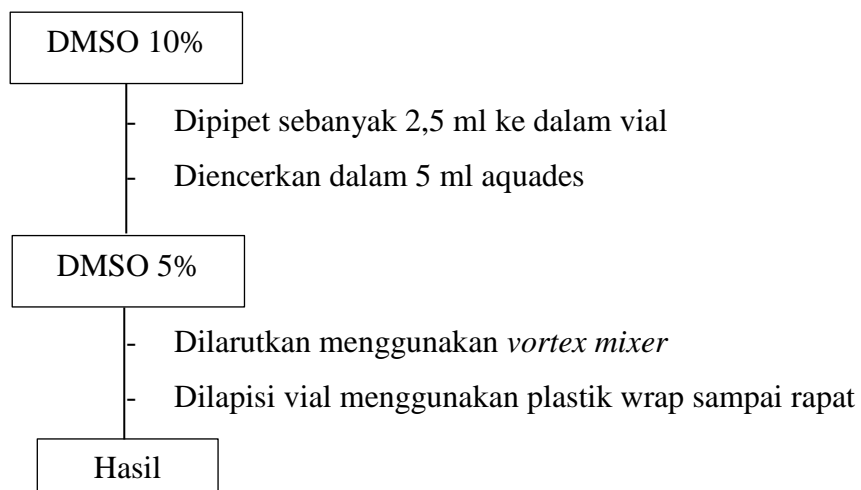 DMSO 10%
- Dipipet sebanyak 2,5 ml ke dalam vial
- Diencerkan dalam 5 ml aquades
DMSO 5%
- Dilarutkan menggunakan vortex mixer
- Dilapisi vial menggunakan plastik wrap sampai rapat
Hasil